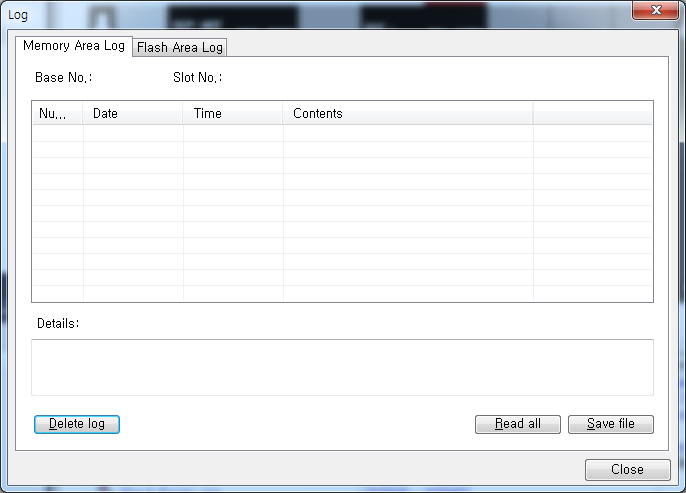 Log
Memory Area Log Flash Area Log
Base No.: Slot No.:
Nu... Date Time Contents
Details:
Delete log Read all Save file
Close